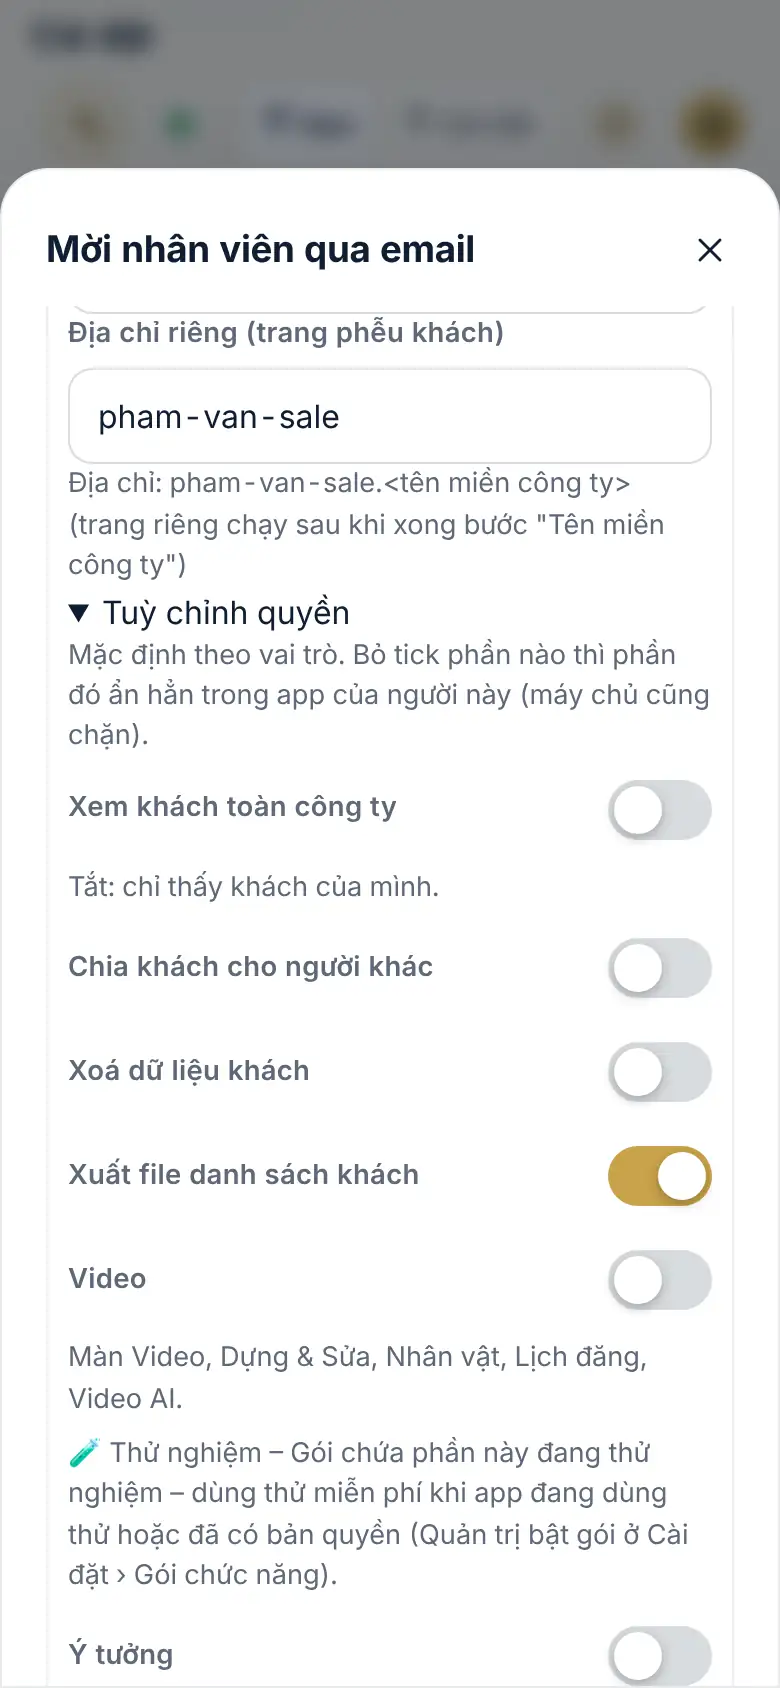 Mời nhân viên qua email
Địa chỉ riêng (trang phễu khách)
pham-van-sale
Địa chỉ: pham-van-sale.<tên miền công ty>
(trang riêng chạy sau khi xong bước "Tên miền
công ty")
▼ Tuỳ chỉnh quyền
Mặc định theo vai trò. Bỏ tick phần nào thì phần
đó ẩn hẳn trong app của người này (máy chủ cũng
chặn).
Xem khách toàn công ty
Tắt: chỉ thấy khách của mình.
Chia khách cho người khác
Xoá dữ liệu khách
Xuất file danh sách khách
Video
Màn Video, Dựng & Sửa, Nhân vật, Lịch đăng,
Video AI.
🧪 Thử nghiệm – Gói chứa phần này đang thử
nghiệm – dùng thử miễn phí khi app đang dùng
thử hoặc đã có bản quyền (Quản trị bật gói ở Cài
đặt › Gói chức năng).
Ý tưởng